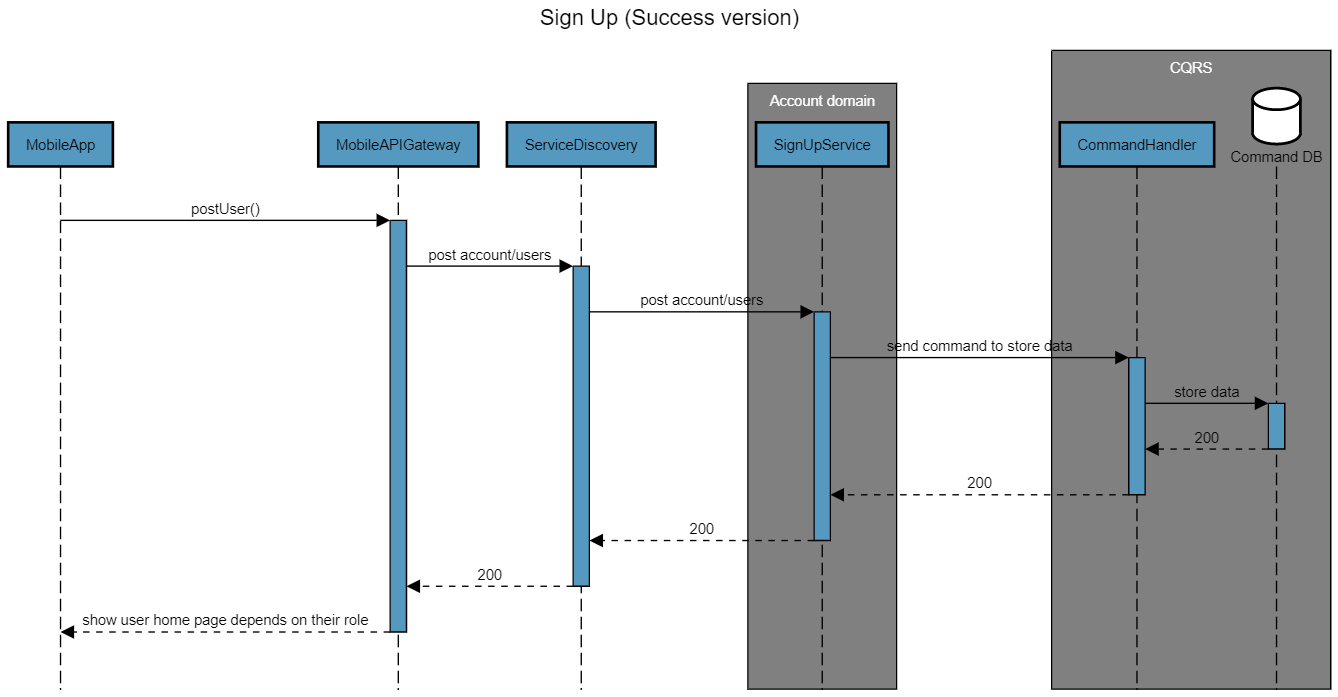 Sign Up (Success version)
CQRS
Account domain
MobileApp
MobileAPIGateway
ServiceDiscovery
SignUpService
CommandHandler
Command DB
postUser()
post account/users
post account/users
send command to store data
store data
200
200
200
200
show user home page depends on their role